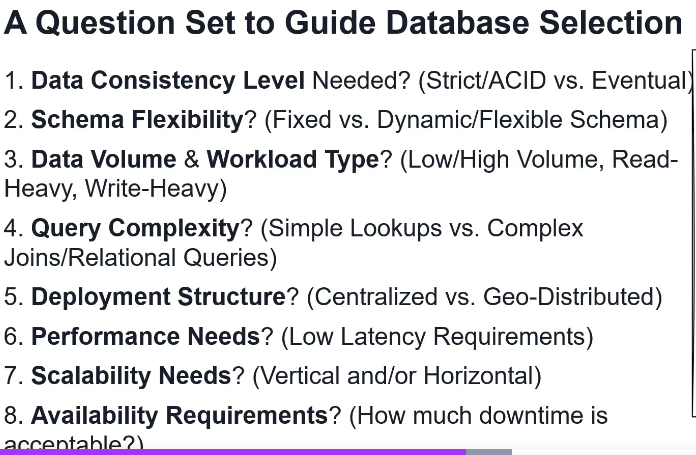 A Question Set to Guide Database Selection
1. Data Consistency Level Needed? (Strict/ACID vs. Eventual)
2. Schema Flexibility? (Fixed vs. Dynamic/Flexible Schema)
3. Data Volume & Workload Type? (Low/High Volume, Read-
Heavy, Write-Heavy)
4. Query Complexity? (Simple Lookups vs. Complex
Joins/Relational Queries)
5. Deployment Structure? (Centralized vs. Geo-Distributed)
6. Performance Needs? (Low Latency Requirements)
7. Scalability Needs? (Vertical and/or Horizontal)
8. Availability Requirements? (How much downtime is
acceptable?)